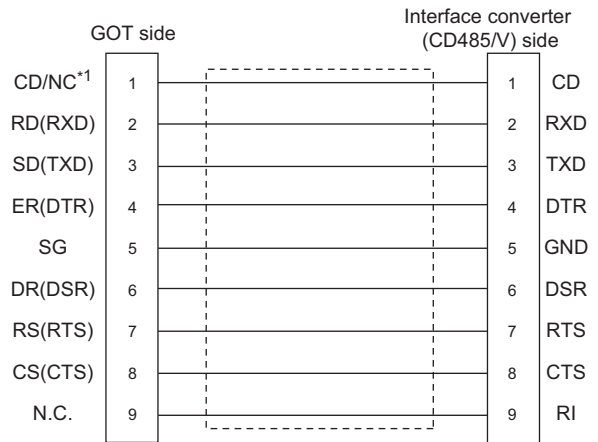 GOT side
Interface converter
(CD485/V) side
CD/NC*1 1 1 CD
RD(RXD) 2 2 RXD
SD(TXD) 3 3 TXD
ER(DTR) 4 4 DTR
SG 5 5 GND
DR(DSR) 6 6 DSR
RS(RTS) 7 7 RTS
CS(CTS) 8 8 CTS
N.C. 9 9 RI